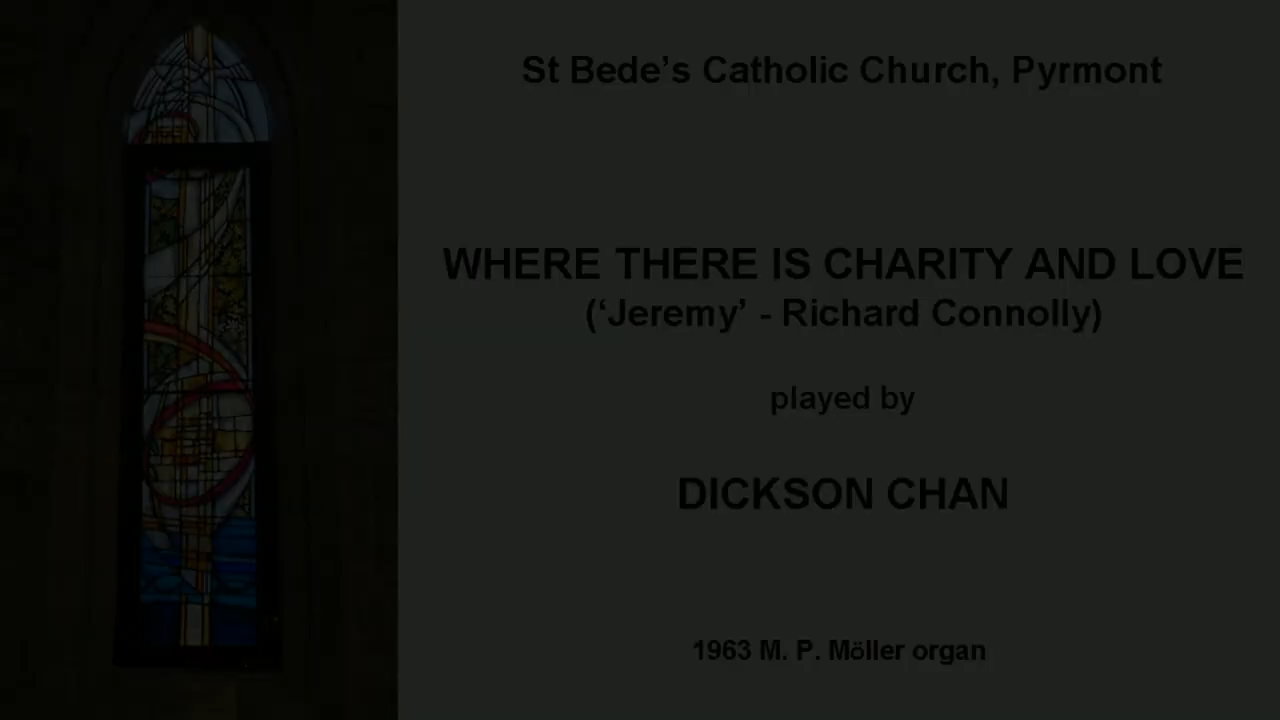 St Bede’s Catholic Church, Pyrmont
WHERE THERE IS CHARITY AND LOVE
(‘Jeremy’ - Richard Connolly)
played by
DICKSON CHAN
1963 M. P. Möller organ